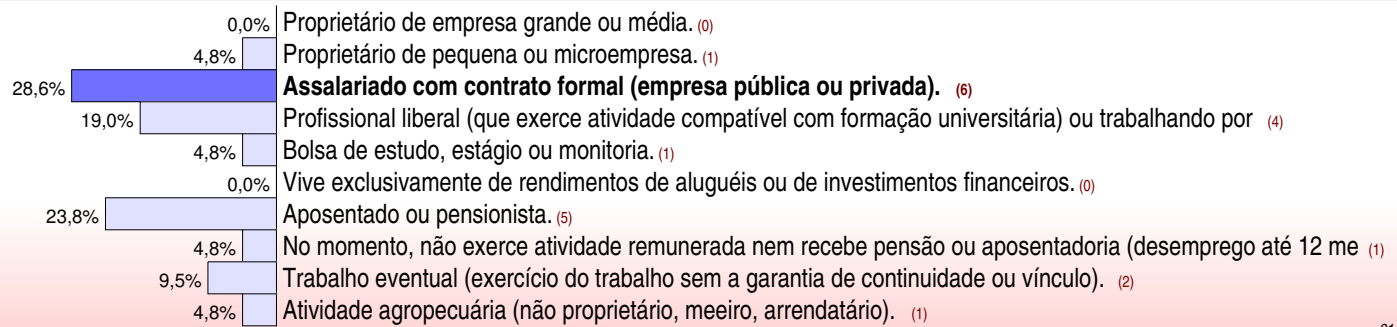 0,0% Proprietário de empresa grande ou média. (0)
4,8% Proprietário de pequena ou microempresa. (1)
28,6% Assalariado com contrato formal (empresa pública ou privada). (6)
19,0% Profissional liberal (que exerce atividade compatível com formação universitária) ou trabalhando por (4)
4,8% Bolsa de estudo, estágio ou monitoria. (1)
0,0% Vive exclusivamente de rendimentos de aluguéis ou de investimentos financeiros. (0)
23,8% Aposentado ou pensionista. (5)
4,8% No momento, não exerce atividade remunerada nem recebe pensão ou aposentadoria (desemprego até 12 me (1)
9,5% Trabalho eventual (exercício do trabalho sem a garantia de continuidade ou vínculo). (2)
4,8% Atividade agropecuária (não proprietário, meeiro, arrendatário). (1)